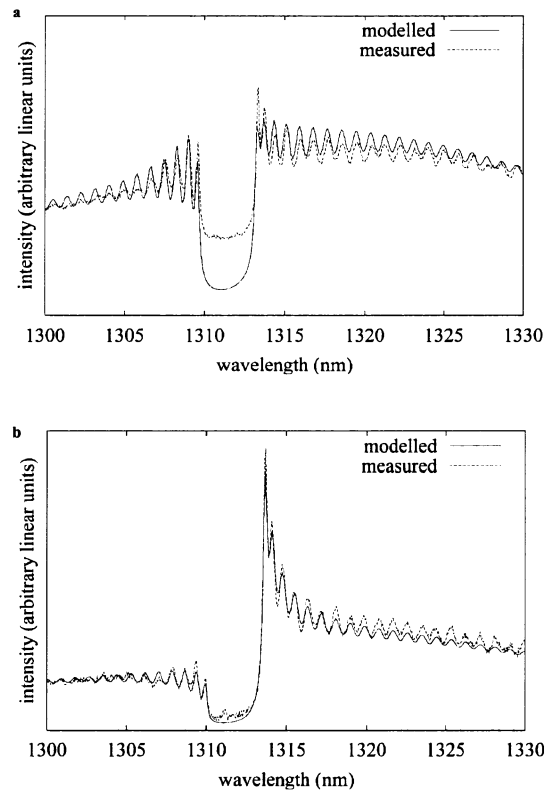 a
modelled
measured
intensity (arbitrary linear units)
1300 1305 1310 1315 1320 1325 1330
wavelength (nm)
b
modelled
measured
intensity (arbitrary linear units)
1300 1305 1310 1315 1320 1325 1330
wavelength (nm)